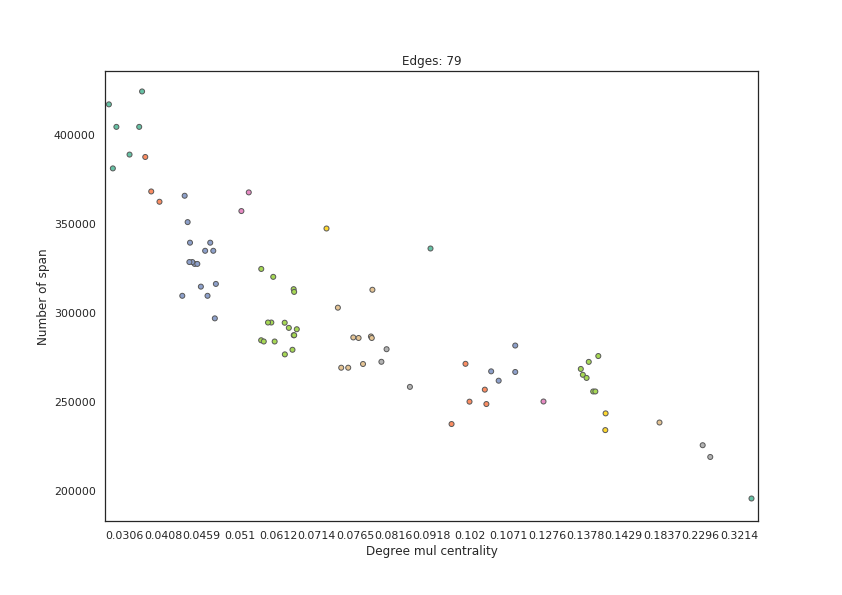 Edges: 79
400000
350000
300000
250000
200000
Number of span
0.0306 0.0408 0.0459 0.051 0.0612 0.0714 0.0765 0.0816 0.0918 0.102 0.1071 0.1276 0.1378 0.1429 0.1837 0.2296 0.3214
Degree mul centrality